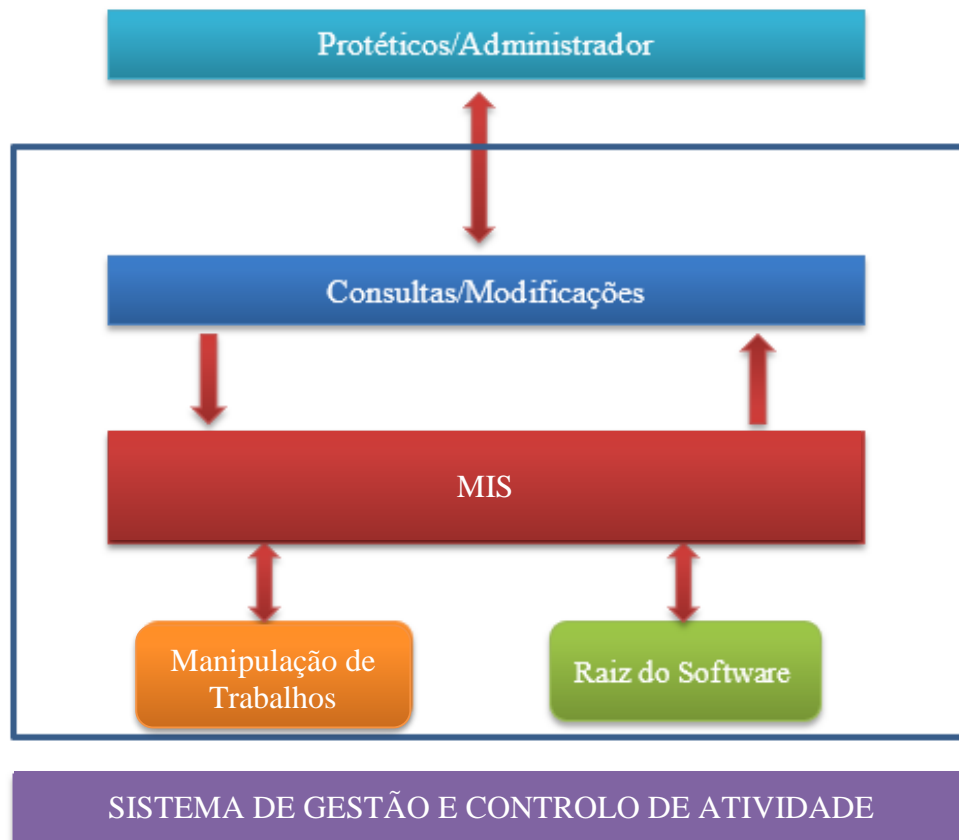 Protéticos/Administrador
Consultas/Modificações
MIS
Manipulação de
Trabalhos
Raiz do Software
SISTEMA DE GESTÃO E CONTROLO DE ATIVIDADE